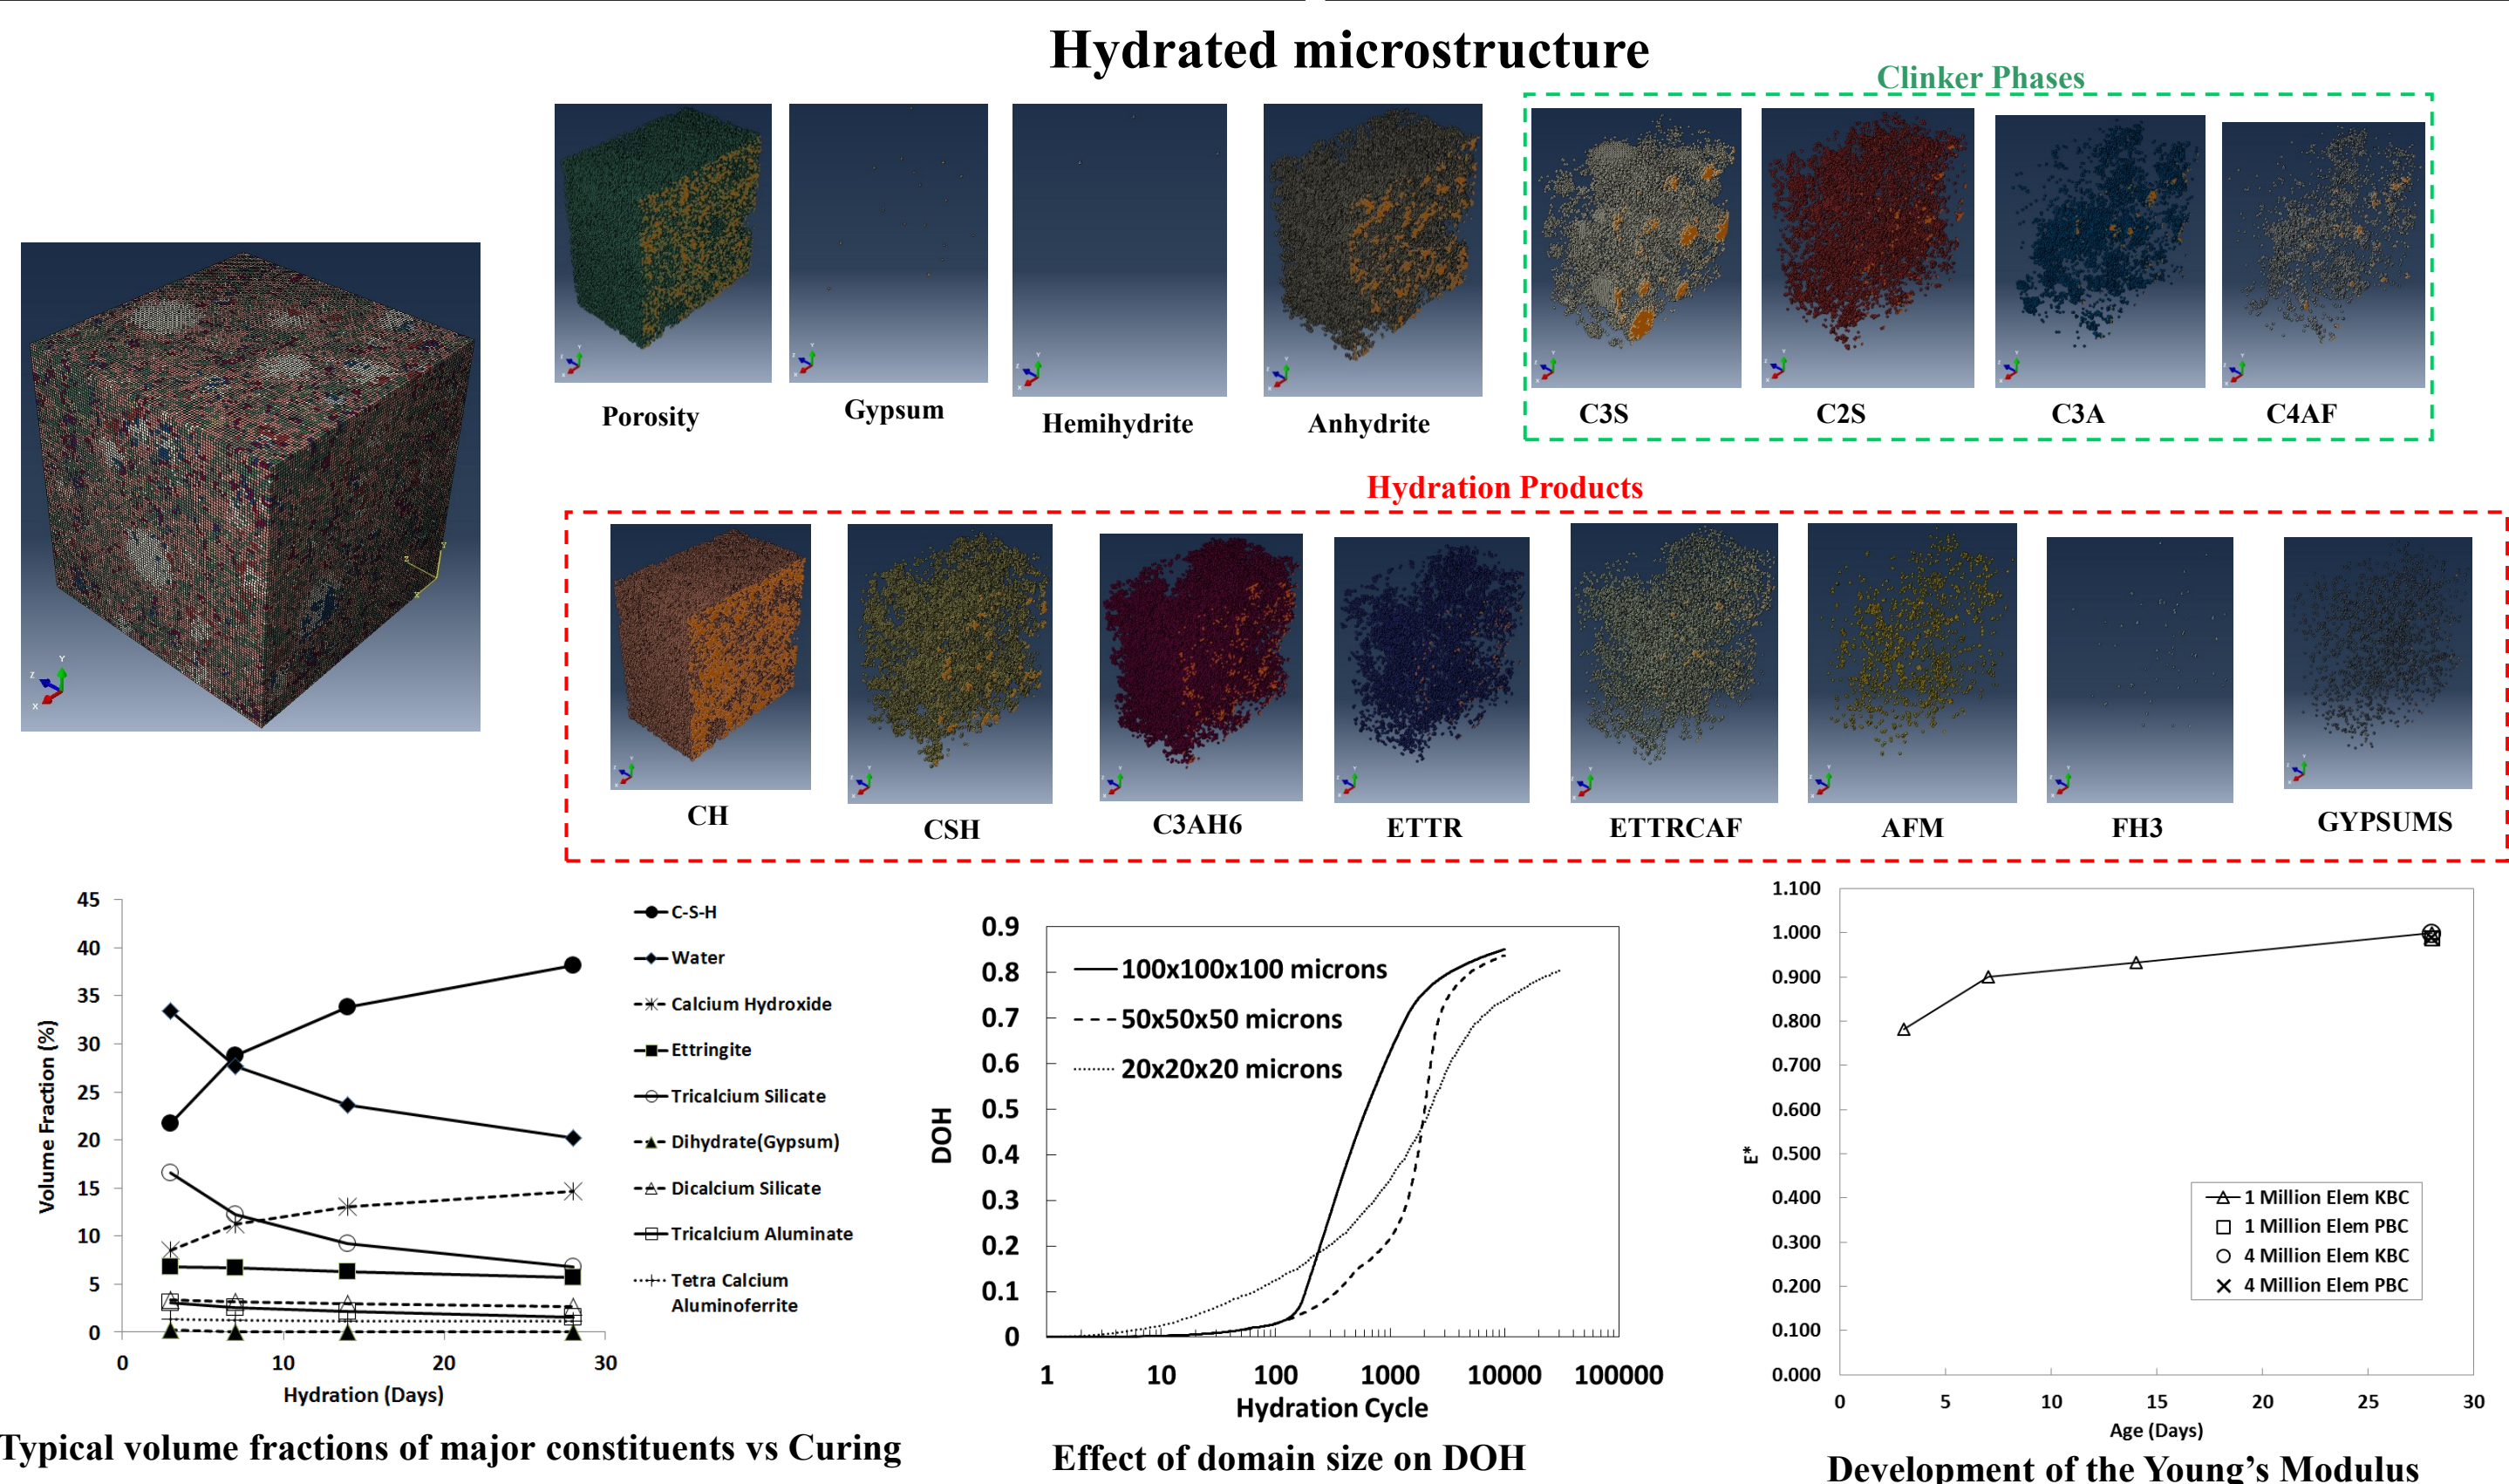 Hydrated microstructure
Clinker Phases
Porosity
Gypsum
Hemihydrite
Anhydrite
C3S
C2S
C3A
C4AF
Hydration Products
CH
CSH
C3AH6
ETTR
ETTRCAF
AFM
FH3
GYPSUMS
Y
Z
X
45
40
35
30
25
20
15
10
5
0
Volume Fraction (%)
0 10 20 30
Hydration (Days)
C-S-H
Water
Calcium Hydroxide
Ettringite
Tricalcium Silicate
Dihydrate(Gypsum)
Dicalcium Silicate
Tricalcium Aluminate
Tetra Calcium
Aluminoferrite
Typical volume fractions of major constituents vs Curing
0.9
0.8
0.7
0.6
0.5
0.4
0.3
0.2
0.1
0
DOH
100x100x100 microns
50x50x50 microns
20x20x20 microns
1 10 100 1000 10000 100000
Hydration Cycle
Effect of domain size on DOH
1.100
1.000
0.900
0.800
0.700
0.600
0.500
0.400
0.300
0.200
0.100
0.000
E*
1 Million Elem KBC
1 Million Elem PBC
4 Million Elem KBC
4 Million Elem PBC
0 5 10 15 20 25 30
Age (Days)
Development of the Young's Modulus